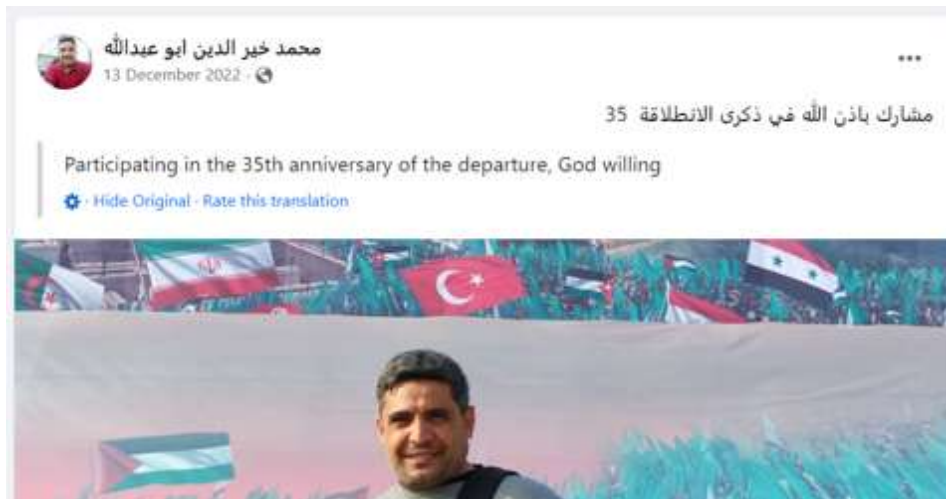 محمد خير الدين ابو عبدالله
13 December 2022 ·
مشارك باذن الله في ذكرى الانطلاقة 35
Participating in the 35th anniversary of the departure, God willing
· Hide Original · Rate this translation